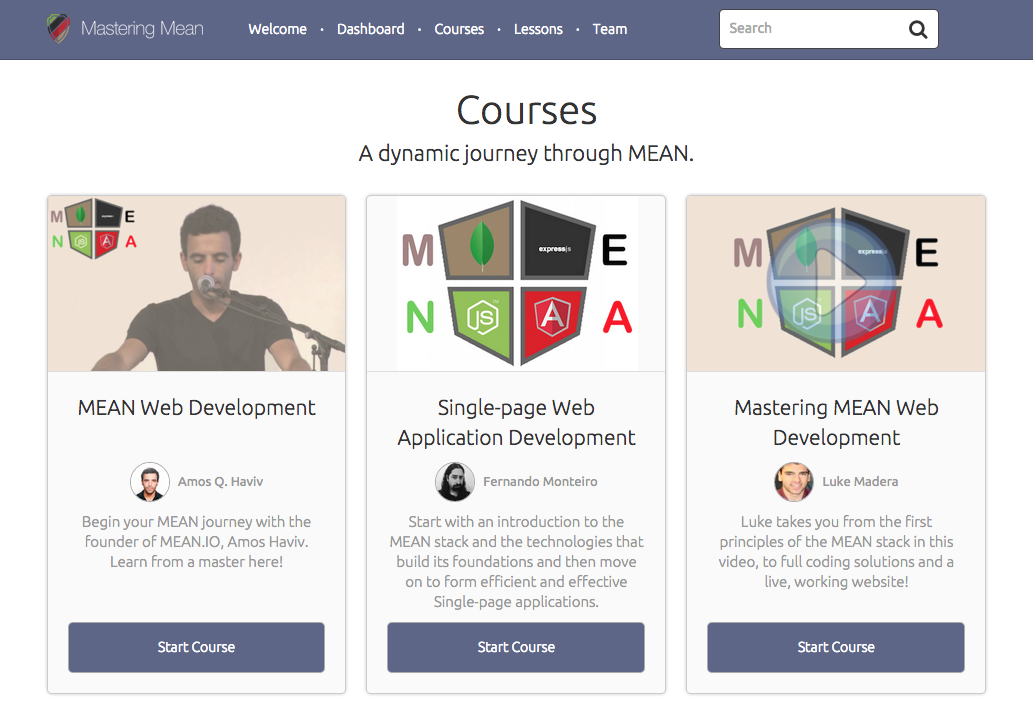 Mastering Mean
Welcome • Dashboard • Courses • Lessons • Team
Search
Courses
A dynamic journey through MEAN.
M E
N JS A A
MEAN Web Development
Amos Q. Haviv
Begin your MEAN journey with the
founder of MEAN.IO, Amos Haviv.
Learn from a master here!
Start Course
M express|s E
N JS A A
Single-page Web
Application Development
Fernando Monteiro
Start with an introduction to the
MEAN stack and the technologies that
build its foundations and then move
on to form efficient and effective
Single-page applications.
Start Course
M express|s E
N JS A A
Mastering MEAN Web
Development
Luke Madera
Luke takes you from the first
principles of the MEAN stack in this
video, to full coding solutions and a
live, working website!
Start Course